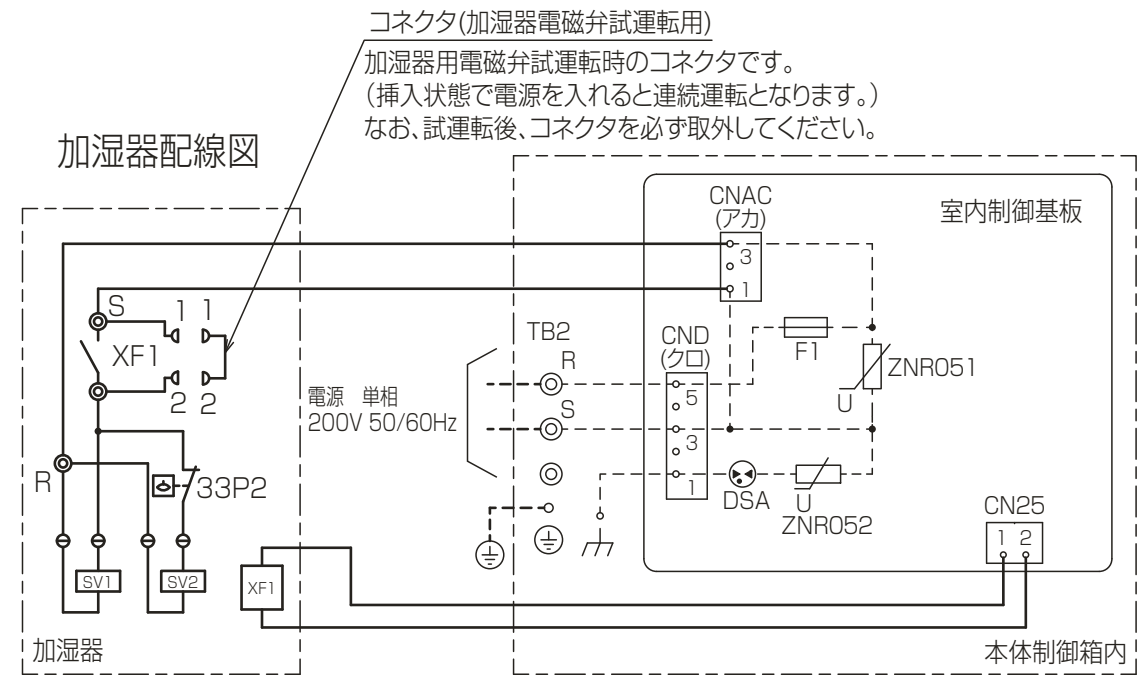 コネクタ(加湿器電磁弁試運転用)
加湿器用電磁弁試運転時のコネクタです。
(挿入状態で電源を入れると連続運転となります。)
なお、試運転後、コネクタを必ず取外してください。
加湿器配線図
CNAC
(アカ)
室内制御基板
3
1
S
1 1
XF1
2 2
TB2
R
CND
(クロ)
F1
ZNR051
U
電源 単相
200V 50/60Hz
S
5
3
1
R
33P2
DSA
U
ZNR052
CN25
1 2
SV1
SV2
XF1
加湿器
本体制御箱内